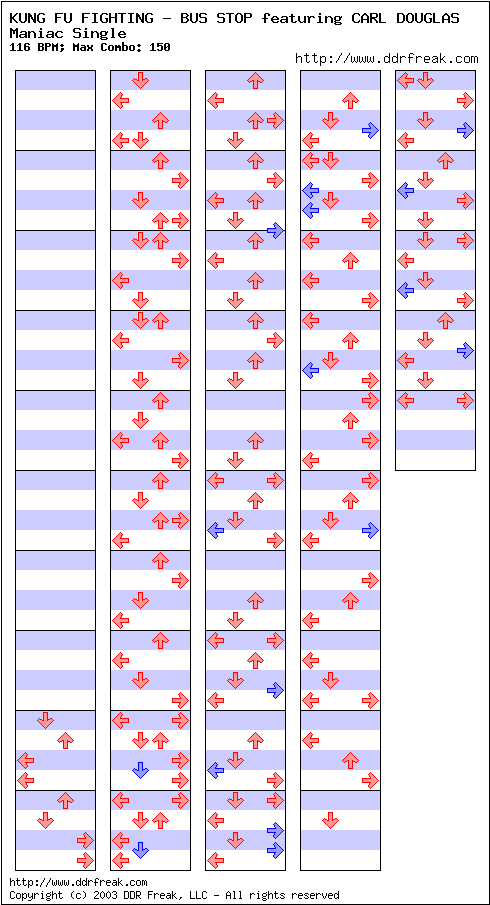 KUNG FU FIGHTING - BUS STOP featuring CARL DOUGLAS
Maniac Single
116 BPM; Max Combo: 150
http://www.ddrfreak.com
http://www.ddrfreak.com
Copyright (c) 2003 DDR Freak, LLC - All rights reserved